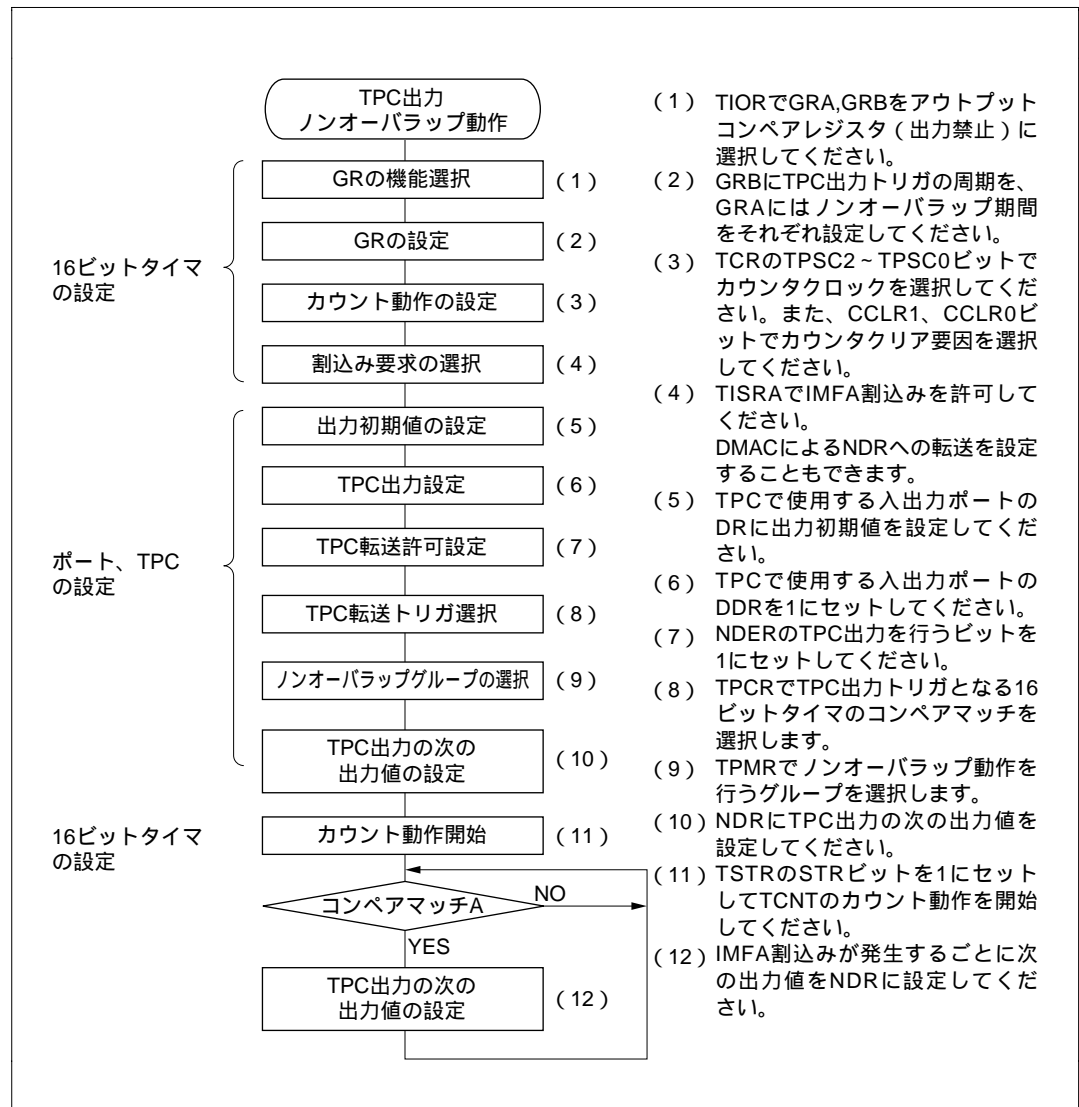 TPC出力
ノンオーバラップ動作
16ビットタイマ
の設定
GRの機能選択
(1)
GRの設定
(2)
カウント動作の設定
(3)
割込み要求の選択
(4)
ポート、TPC
の設定
出力初期値の設定
(5)
TPC出力設定
(6)
TPC転送許可設定
(7)
TPC転送トリガ選択
(8)
ノンオーバラップグループの選択
(9)
TPC出力の次の
出力値の設定
(10)
16ビットタイマ
の設定
カウント動作開始
(11)
コンペアマッチA
NO
YES
TPC出力の次の
出力値の設定
(12)
(1) TIORでGRA,GRBをアウトプット
コンペアレジスタ(出力禁止)に
選択してください。
(2) GRBにTPC出力トリガの周期を、
GRAにはノンオーバラップ期間
をそれぞれ設定してください。
(3) TCRのTPSC2~TPSC0ビットで
カウンタクロックを選択してくだ
さい。また、CCLR1、CCLR0ビ
ットでカウンタクリア要因を選択
してください。
(4) TISRAでIMFA割込みを許可して
ください。
DMACによるNDRへの転送を設定
することもできます。
(5) TPCで使用する入出力ポートの
DRに出力初期値を設定してくだ
さい。
(6) TPCで使用する入出力ポートの
DDRを1にセットしてください。
(7) NDERのTPC出力を行うビットを
1にセットしてください。
(8) TPCRでTPC出力トリガとなる16
ビットタイマのコンペアマッチを
選択します。
(9) TPMRでノンオーバラップ動作を
行うグループを選択します。
(10) NDRにTPC出力の次の出力値を
設定してください。
(11) TSTRのSTRビットを1にセット
してTCNTのカウント動作を開始
してください。
(12) IMFA割込みが発生するごとに次
の出力値をNDRに設定してくだ
さい。